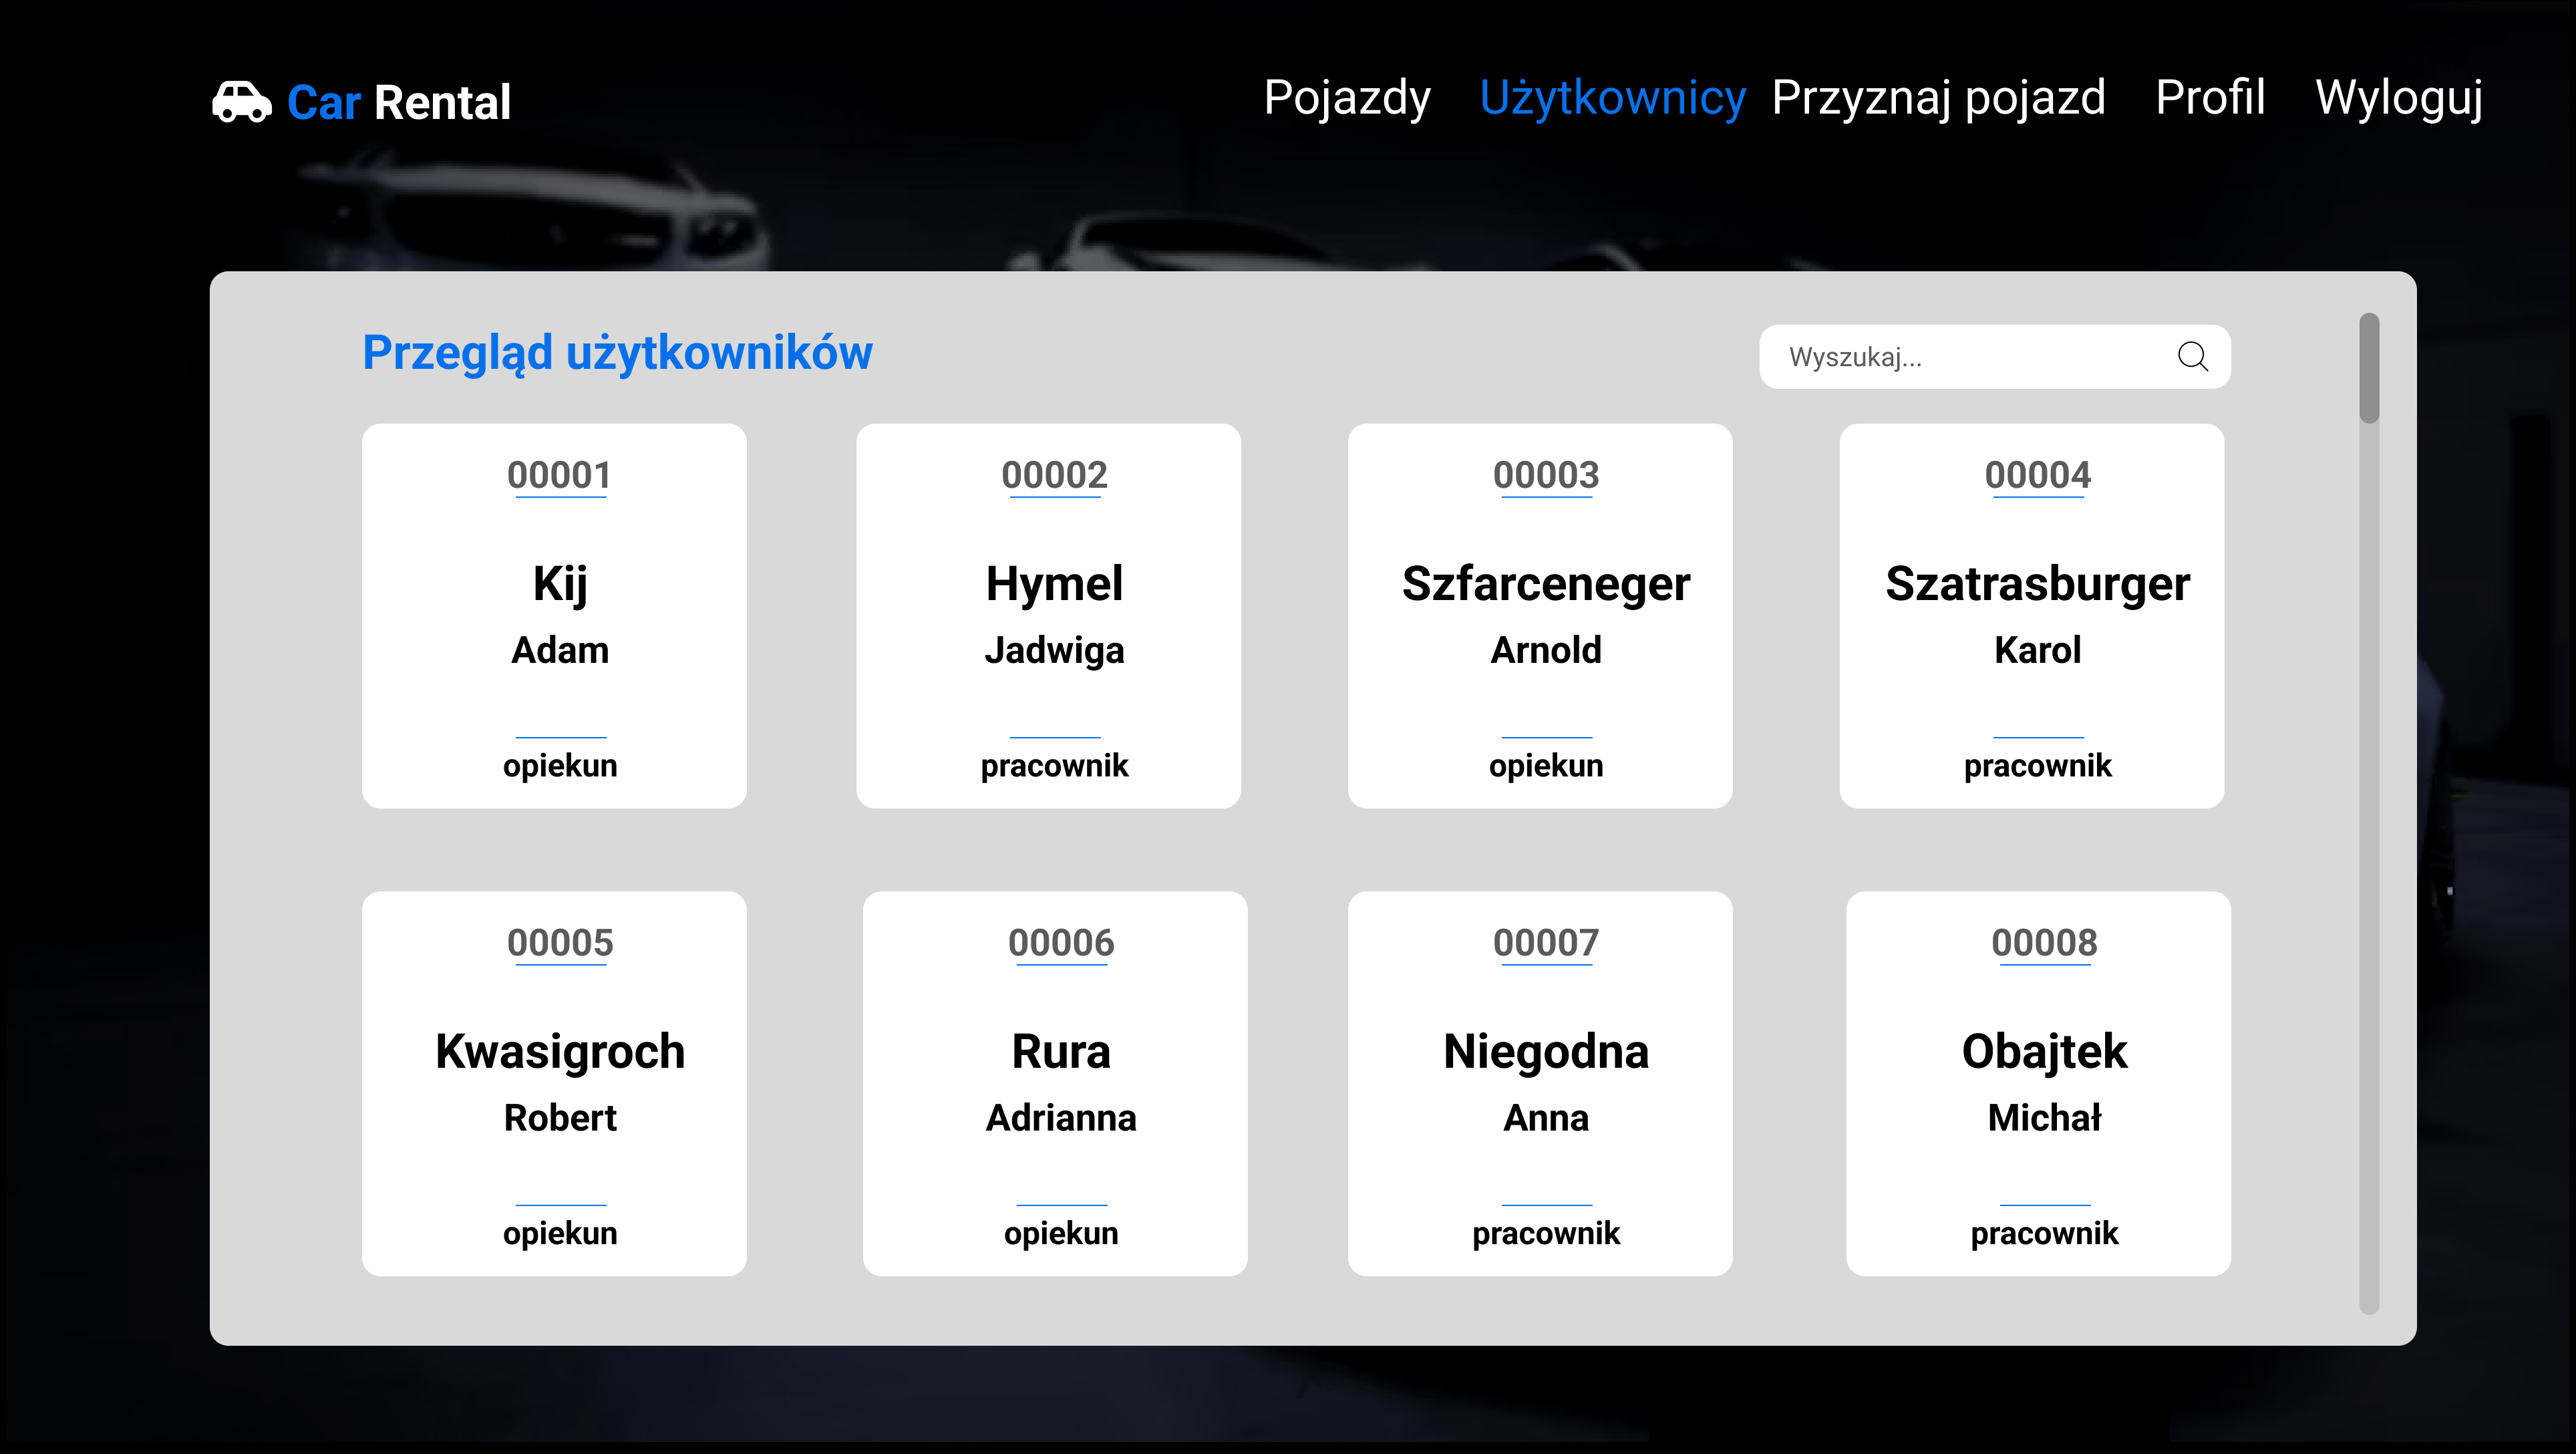 Car Rental
Pojazdy Użytkownicy Przyznaj pojazd Profil Wyloguj
Przegląd użytkowników
Wyszukaj...
00001
Kij
Adam
opiekun
00002
Hymel
Jadwiga
pracownik
00003
Szfarceneger
Arnold
opiekun
00004
Szatrasburger
Karol
pracownik
00005
Kwasigroch
Robert
opiekun
00006
Rura
Adrianna
opiekun
00007
Niegodna
Anna
pracownik
00008
Obajtek
Michał
pracownik